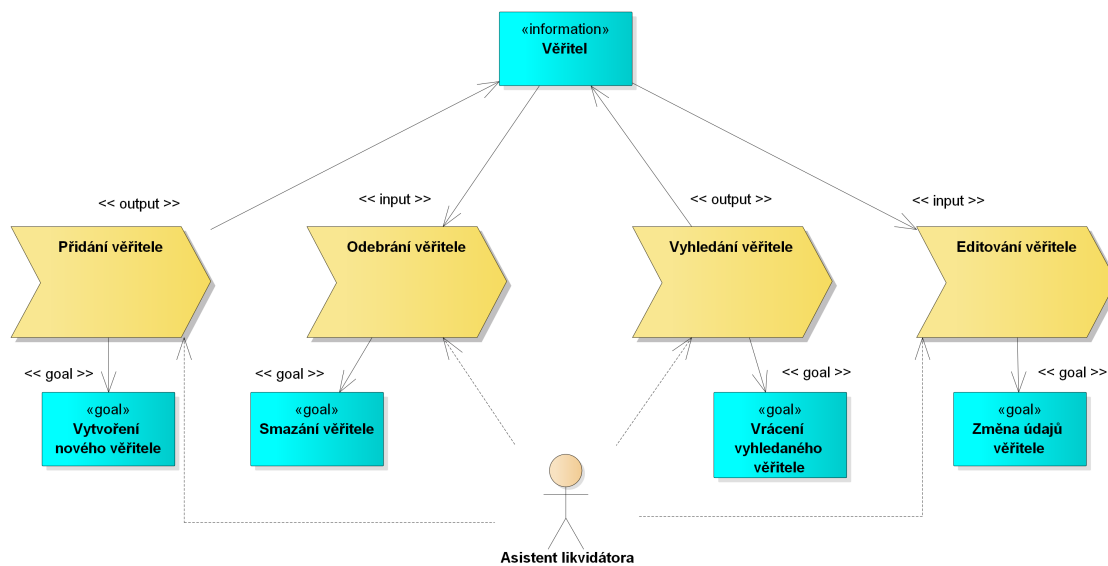 «information»
Věřitel
<< output >>
<< input >>
<< output >>
<< input >>
Přidání věřitele
Odebrání věřitele
Vyhledání věřitele
Editování věřitele
<< goal >>
<< goal >>
<< goal >>
<< goal >>
«goal»
Vytvoření
nového věřitele
«goal»
Smazání věřitele
«goal»
Vrácení
vyhledaného
věřitele
«goal»
Změna údajů
věřitele
Asistent likvidátora